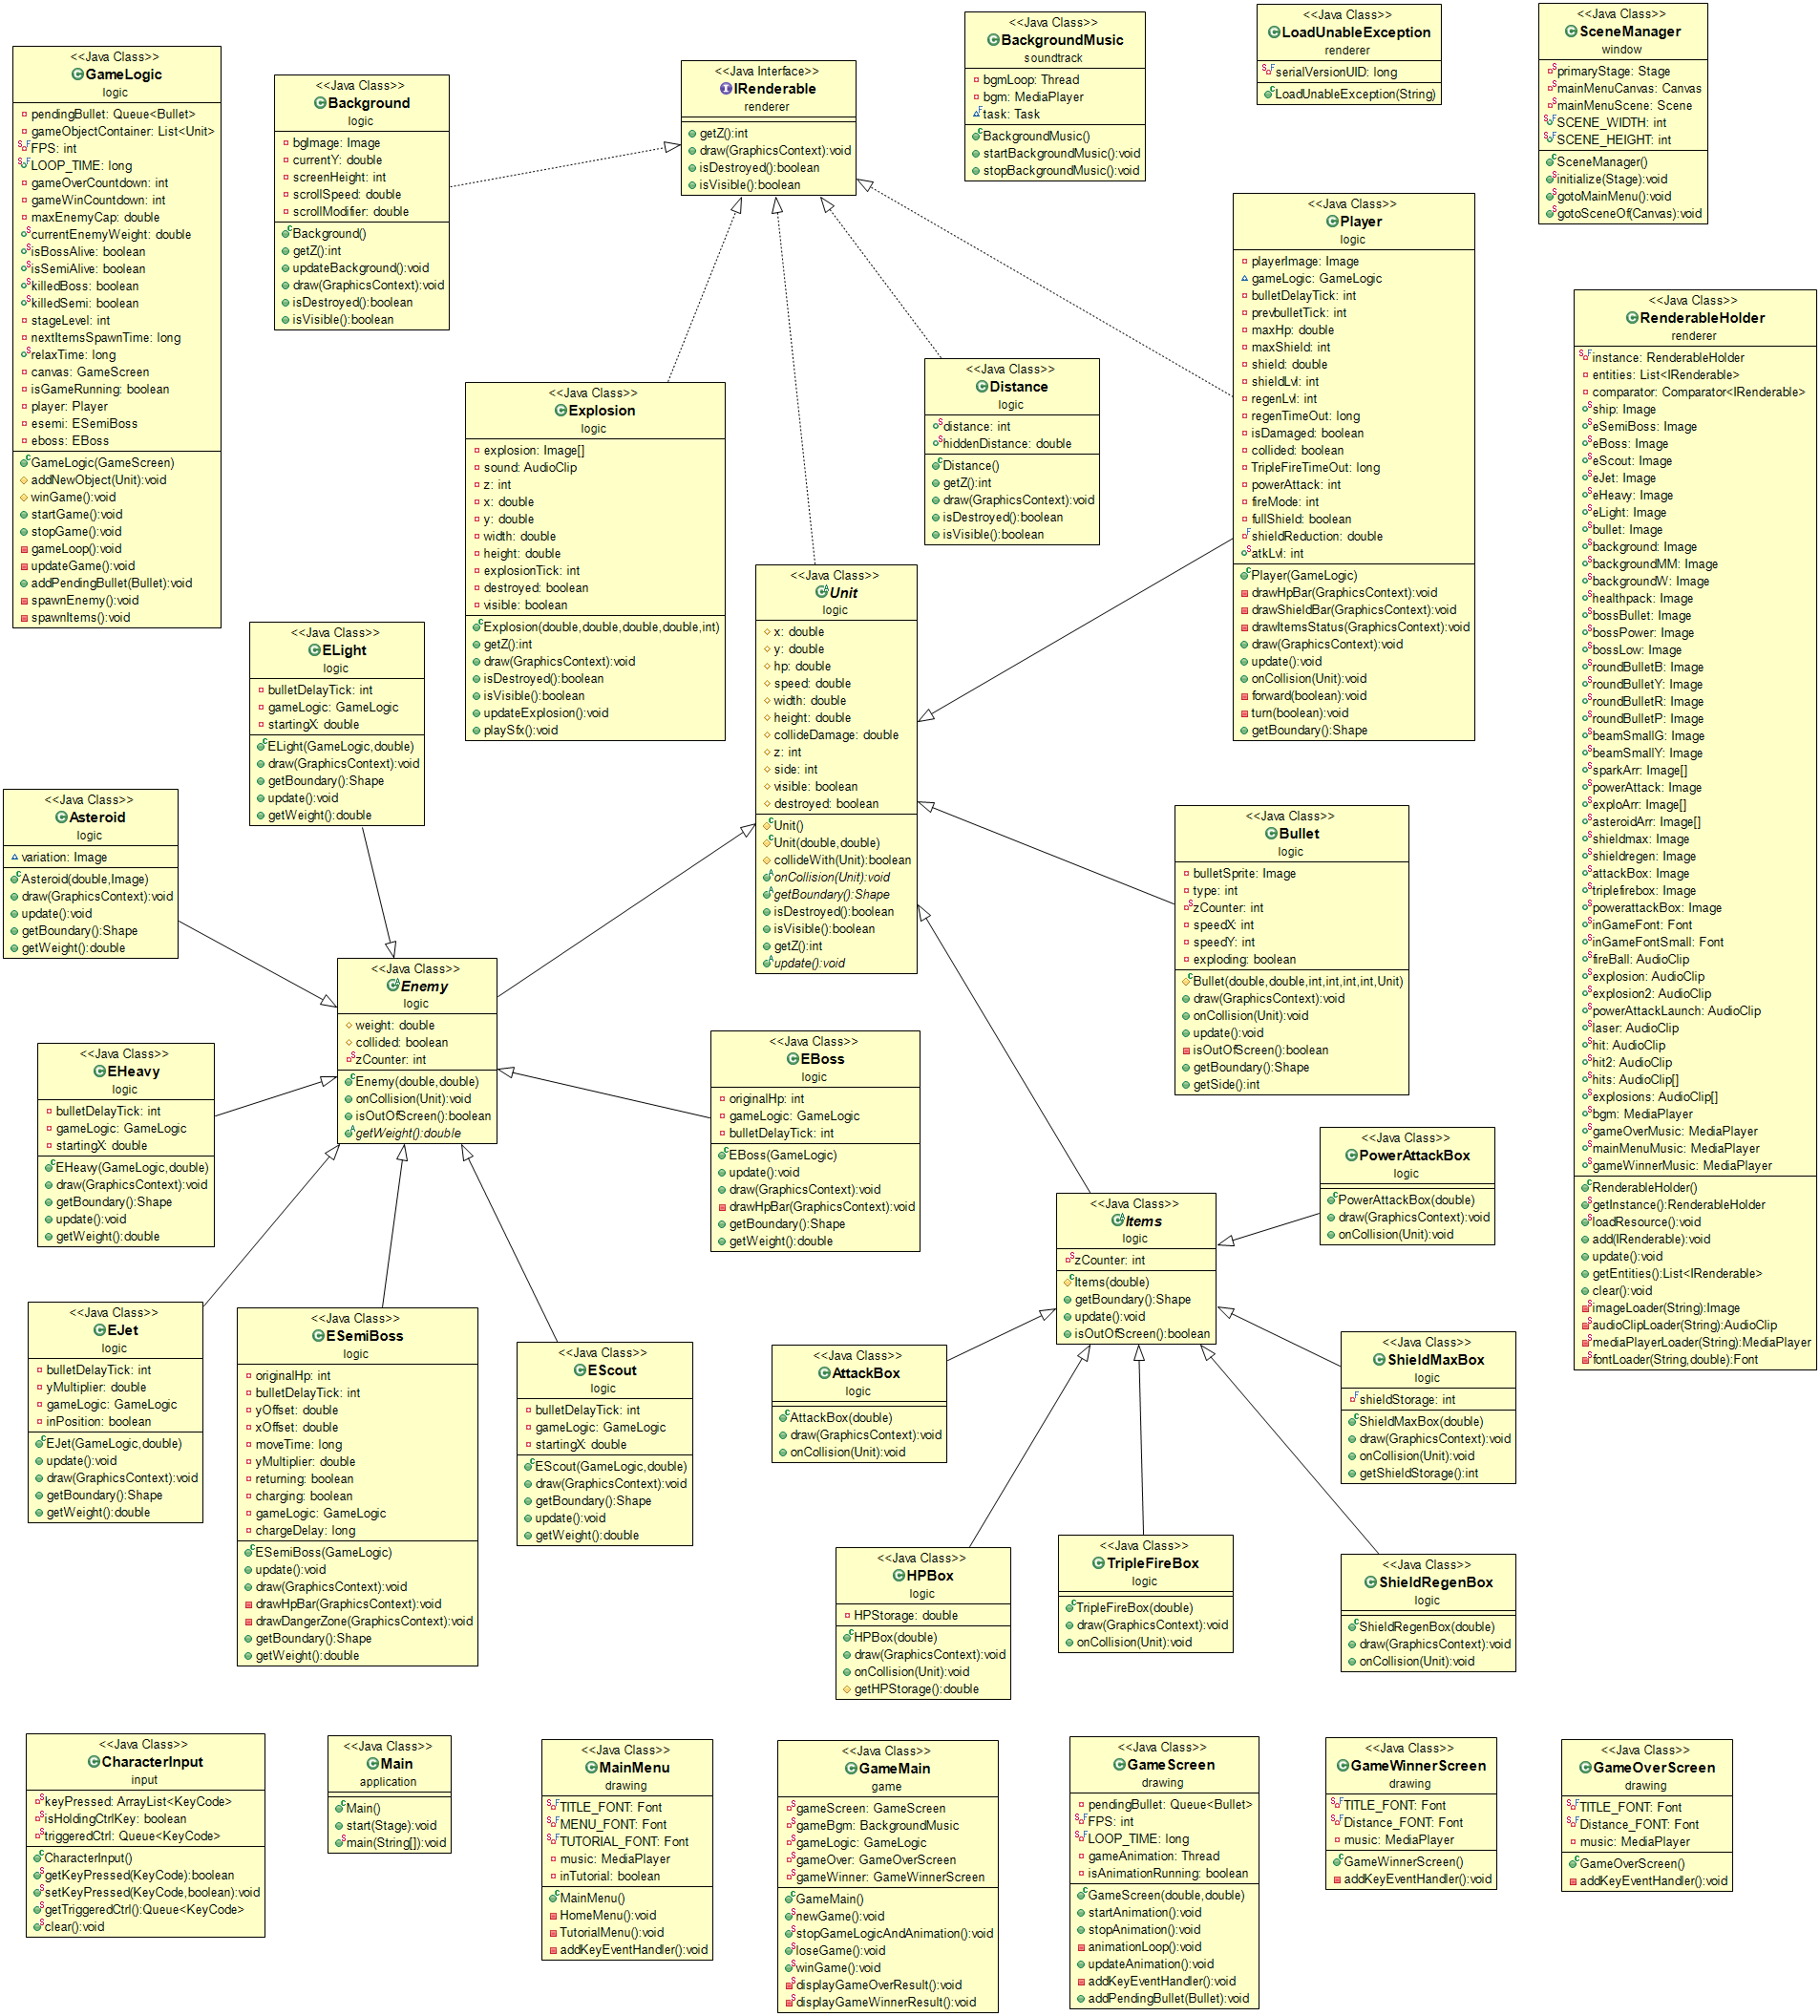 <<Java Class>>
GameLogic
logic
pendingBullet: Queue<Bullet>
gameObjectContainer: List<Unit>
FPS: int
LOOP_TIME: long
gameOverCountdown: int
gameWinCountdown: int
maxEnemyCap: double
currentEnemyWeight: double
isBossAlive: boolean
isSemiAlive: boolean
killedBoss: boolean
killedSemi: boolean
stageLevel: int
nextItemsSpawnTime: long
relaxTime: long
canvas: GameScreen
isGameRunning: boolean
player: Player
esemi: ESemiBoss
eboss: EBoss
GameLogic(GameScreen)
addNewObject(Unit):void
winGame():void
startGame():void
stopGame():void
gameLoop():void
updateGame():void
addPendingBullet(Bullet):void
spawnEnemy():void
spawnItems():void
<<Java Class>>
Background
logic
bgImage: Image
currentY: double
screenHeight: int
scrollSpeed: double
scrollModifier: double
Background()
getZ():int
updateBackground():void
draw(GraphicsContext):void
isDestroyed():boolean
isVisible():boolean
<<Java Interface>>
IRenderable
renderer
getZ():int
draw(GraphicsContext):void
isDestroyed():boolean
isVisible():boolean
<<Java Class>>
BackgroundMusic
soundtrack
bgmLoop: Thread
bgm: MediaPlayer
task: Task
BackgroundMusic()
startBackgroundMusic():void
stopBackgroundMusic():void
<<Java Class>>
LoadUnableException
renderer
serialVersionUID: long
LoadUnableException(String)
<<Java Class>>
SceneManager
window
primaryStage: Stage
mainMenuCanvas: Canvas
mainMenuScene: Scene
SCENE_WIDTH: int
SCENE_HEIGHT: int
SceneManager()
initialize(Stage):void
gotoMainMenu():void
gotoSceneOf(Canvas):void
<<Java Class>>
Player
logic
playerImage: Image
gameLogic: GameLogic
bulletDelayTick: int
prevbulletTick: int
maxHp: double
maxShield: int
shield: double
shieldLvl: int
regenLvl: int
regenTimeOut: long
isDamaged: boolean
collided: boolean
TripleFireTimeOut: long
powerAttack: int
fireMode: int
fullShield: boolean
shieldReduction: double
atkLvl: int
Player(GameLogic)
drawHpBar(GraphicsContext):void
drawShieldBar(GraphicsContext):void
drawItemsStatus(GraphicsContext):void
draw(GraphicsContext):void
update():void
onCollision(Unit):void
forward(boolean):void
turn(boolean):void
getBoundary():Shape
<<Java Class>>
RenderableHolder
renderer
instance: RenderableHolder
entities: List<IRenderable>
comparator: Comparator<IRenderable>
ship: Image
eSemiBoss: Image
eBoss: Image
eScout: Image
eJet: Image
eHeavy: Image
eLight: Image
bullet: Image
background: Image
backgroundMM: Image
backgroundW: Image
healthpack: Image
bossBullet: Image
bossPower: Image
bossLow: Image
roundBulletB: Image
roundBulletY: Image
roundBulletR: Image
roundBulletP: Image
beamSmallG: Image
beamSmallY: Image
sparkArr: Image[]
powerAttack: Image
exploArr: Image[]
asteroidArr: Image[]
shieldmax: Image
shieldregen: Image
attackBox: Image
triplefirebox: Image
powerattackBox: Image
inGameFont: Font
inGameFontSmall: Font
fireBall: AudioClip
explosion: AudioClip
explosion2: AudioClip
powerAttackLaunch: AudioClip
laser: AudioClip
hit: AudioClip
hit2: AudioClip
hits: AudioClip[]
explosions: AudioClip[]
bgm: MediaPlayer
gameOverMusic: MediaPlayer
mainMenuMusic: MediaPlayer
gameWinnerMusic: MediaPlayer
RenderableHolder()
getInstance():RenderableHolder
loadResource():void
add(IRenderable):void
update():void
getEntities():List<IRenderable>
clear():void
imageLoader(String):Image
audioClipLoader(String):AudioClip
mediaPlayerLoader(String):MediaPlayer
fontLoader(String,double):Font
<<Java Class>>
Explosion
logic
explosion: Image[]
sound: AudioClip
z: int
x: double
y: double
width: double
height: double
explosionTick: int
destroyed: boolean
visible: boolean
Explosion(double,double,double,double,int)
getZ():int
draw(GraphicsContext):void
isDestroyed():boolean
isVisible():boolean
updateExplosion():void
playSfx():void
<<Java Class>>
Distance
logic
distance: int
hiddenDistance: double
Distance()
getZ():int
draw(GraphicsContext):void
isDestroyed():boolean
isVisible():boolean
<<Java Class>>
Unit
logic
x: double
y: double
hp: double
speed: double
width: double
height: double
collideDamage: double
z: int
side: int
visible: boolean
destroyed: boolean
Unit()
Unit(double,double)
collideWith(Unit):boolean
onCollision(Unit):void
getBoundary():Shape
isDestroyed():boolean
isVisible():boolean
getZ():int
update():void
<<Java Class>>
ELight
logic
bulletDelayTick: int
gameLogic: GameLogic
startingX: double
ELight(GameLogic,double)
draw(GraphicsContext):void
getBoundary():Shape
update():void
getWeight():double
<<Java Class>>
Asteroid
logic
variation: Image
Asteroid(double,Image)
draw(GraphicsContext):void
update():void
getBoundary():Shape
getWeight():double
<<Java Class>>
Bullet
logic
bulletSprite: Image
type: int
zCounter: int
speedX: int
speedY: int
exploding: boolean
Bullet(double,double,int,int,int,int,Unit)
draw(GraphicsContext):void
onCollision(Unit):void
update():void
isOutOfScreen():boolean
getBoundary():Shape
getSide():int
<<Java Class>>
Enemy
logic
weight: double
collided: boolean
zCounter: int
Enemy(double,double)
onCollision(Unit):void
isOutOfScreen():boolean
getWeight():double
<<Java Class>>
EHeavy
logic
bulletDelayTick: int
gameLogic: GameLogic
startingX: double
EHeavy(GameLogic,double)
draw(GraphicsContext):void
getBoundary():Shape
update():void
getWeight():double
<<Java Class>>
EBoss
logic
originalHp: int
gameLogic: GameLogic
bulletDelayTick: int
EBoss(GameLogic)
update():void
draw(GraphicsContext):void
drawHpBar(GraphicsContext):void
getBoundary():Shape
getWeight():double
<<Java Class>>
PowerAttackBox
logic
PowerAttackBox(double)
draw(GraphicsContext):void
onCollision(Unit):void
<<Java Class>>
Items
logic
zCounter: int
Items(double)
getBoundary():Shape
update():void
isOutOfScreen():boolean
<<Java Class>>
EJet
logic
bulletDelayTick: int
yMultiplier: double
gameLogic: GameLogic
inPosition: boolean
EJet(GameLogic,double)
update():void
draw(GraphicsContext):void
getBoundary():Shape
getWeight():double
<<Java Class>>
ESemiBoss
logic
originalHp: int
bulletDelayTick: int
yOffset: double
xOffset: double
moveTime: long
yMultiplier: double
returning: boolean
charging: boolean
gameLogic: GameLogic
chargeDelay: long
ESemiBoss(GameLogic)
update():void
draw(GraphicsContext):void
drawHpBar(GraphicsContext):void
drawDangerZone(GraphicsContext):void
getBoundary():Shape
getWeight():double
<<Java Class>>
EScout
logic
bulletDelayTick: int
gameLogic: GameLogic
startingX: double
EScout(GameLogic,double)
draw(GraphicsContext):void
getBoundary():Shape
update():void
getWeight():double
<<Java Class>>
AttackBox
logic
AttackBox(double)
draw(GraphicsContext):void
onCollision(Unit):void
<<Java Class>>
ShieldMaxBox
logic
shieldStorage: int
ShieldMaxBox(double)
draw(GraphicsContext):void
onCollision(Unit):void
getShieldStorage():int
<<Java Class>>
HPBox
logic
HPStorage: double
HPBox(double)
draw(GraphicsContext):void
onCollision(Unit):void
getHPStorage():double
<<Java Class>>
TripleFireBox
logic
TripleFireBox(double)
draw(GraphicsContext):void
onCollision(Unit):void
<<Java Class>>
ShieldRegenBox
logic
ShieldRegenBox(double)
draw(GraphicsContext):void
onCollision(Unit):void
<<Java Class>>
CharacterInput
input
keyPressed: ArrayList<KeyCode>
isHoldingCtrlKey: boolean
triggeredCtrl: Queue<KeyCode>
CharacterInput()
getKeyPressed(KeyCode):boolean
setKeyPressed(KeyCode,boolean):void
getTriggeredCtrl():Queue<KeyCode>
clear():void
<<Java Class>>
Main
application
Main()
start(Stage):void
main(String[]):void
<<Java Class>>
MainMenu
drawing
TITLE_FONT: Font
MENU_FONT: Font
TUTORIAL_FONT: Font
music: MediaPlayer
inTutorial: boolean
MainMenu()
HomeMenu():void
TutorialMenu():void
addKeyEventHandler():void
<<Java Class>>
GameMain
game
gameScreen: GameScreen
gameBgm: BackgroundMusic
gameLogic: GameLogic
gameOver: GameOverScreen
gameWinner: GameWinnerScreen
GameMain()
newGame():void
stopGameLogicAndAnimation():void
loseGame():void
winGame():void
displayGameOverResult():void
displayGameWinnerResult():void
<<Java Class>>
GameScreen
drawing
pendingBullet: Queue<Bullet>
FPS: int
LOOP_TIME: long
gameAnimation: Thread
isAnimationRunning: boolean
GameScreen(double,double)
startAnimation():void
stopAnimation():void
animationLoop():void
updateAnimation():void
addKeyEventHandler():void
addPendingBullet(Bullet):void
<<Java Class>>
GameWinnerScreen
drawing
TITLE_FONT: Font
Distance_FONT: Font
music: MediaPlayer
GameWinnerScreen()
addKeyEventHandler():void
<<Java Class>>
GameOverScreen
drawing
TITLE_FONT: Font
Distance_FONT: Font
music: MediaPlayer
GameOverScreen()
addKeyEventHandler():void